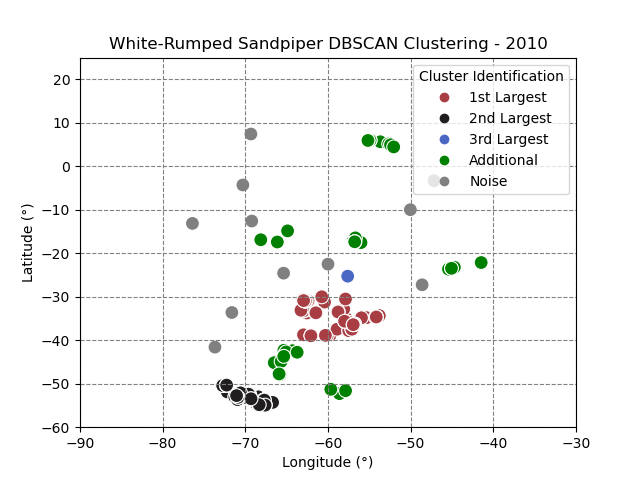 White-Rumped Sandpiper DBSCAN Clustering - 2010
Cluster Identification
1st Largest
2nd Largest
3rd Largest
Additional
Noise
20
10
0
−10
−20
−30
−40
−50
−60
Latitude (°)
−90
−80
−70
−60
−50
−40
−30
Longitude (°)